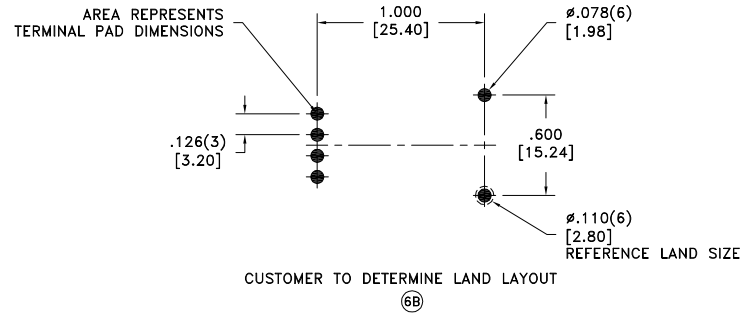 AREA REPRESENTS
TERMINAL PAD DIMENSIONS
1.000
[25.40]
ø.078(6)
[1.98]
.126(3)
[3.20]
.600
[15.24]
ø.110(6)
[2.80]
REFERENCE LAND SIZE
CUSTOMER TO DETERMINE LAND LAYOUT
6B